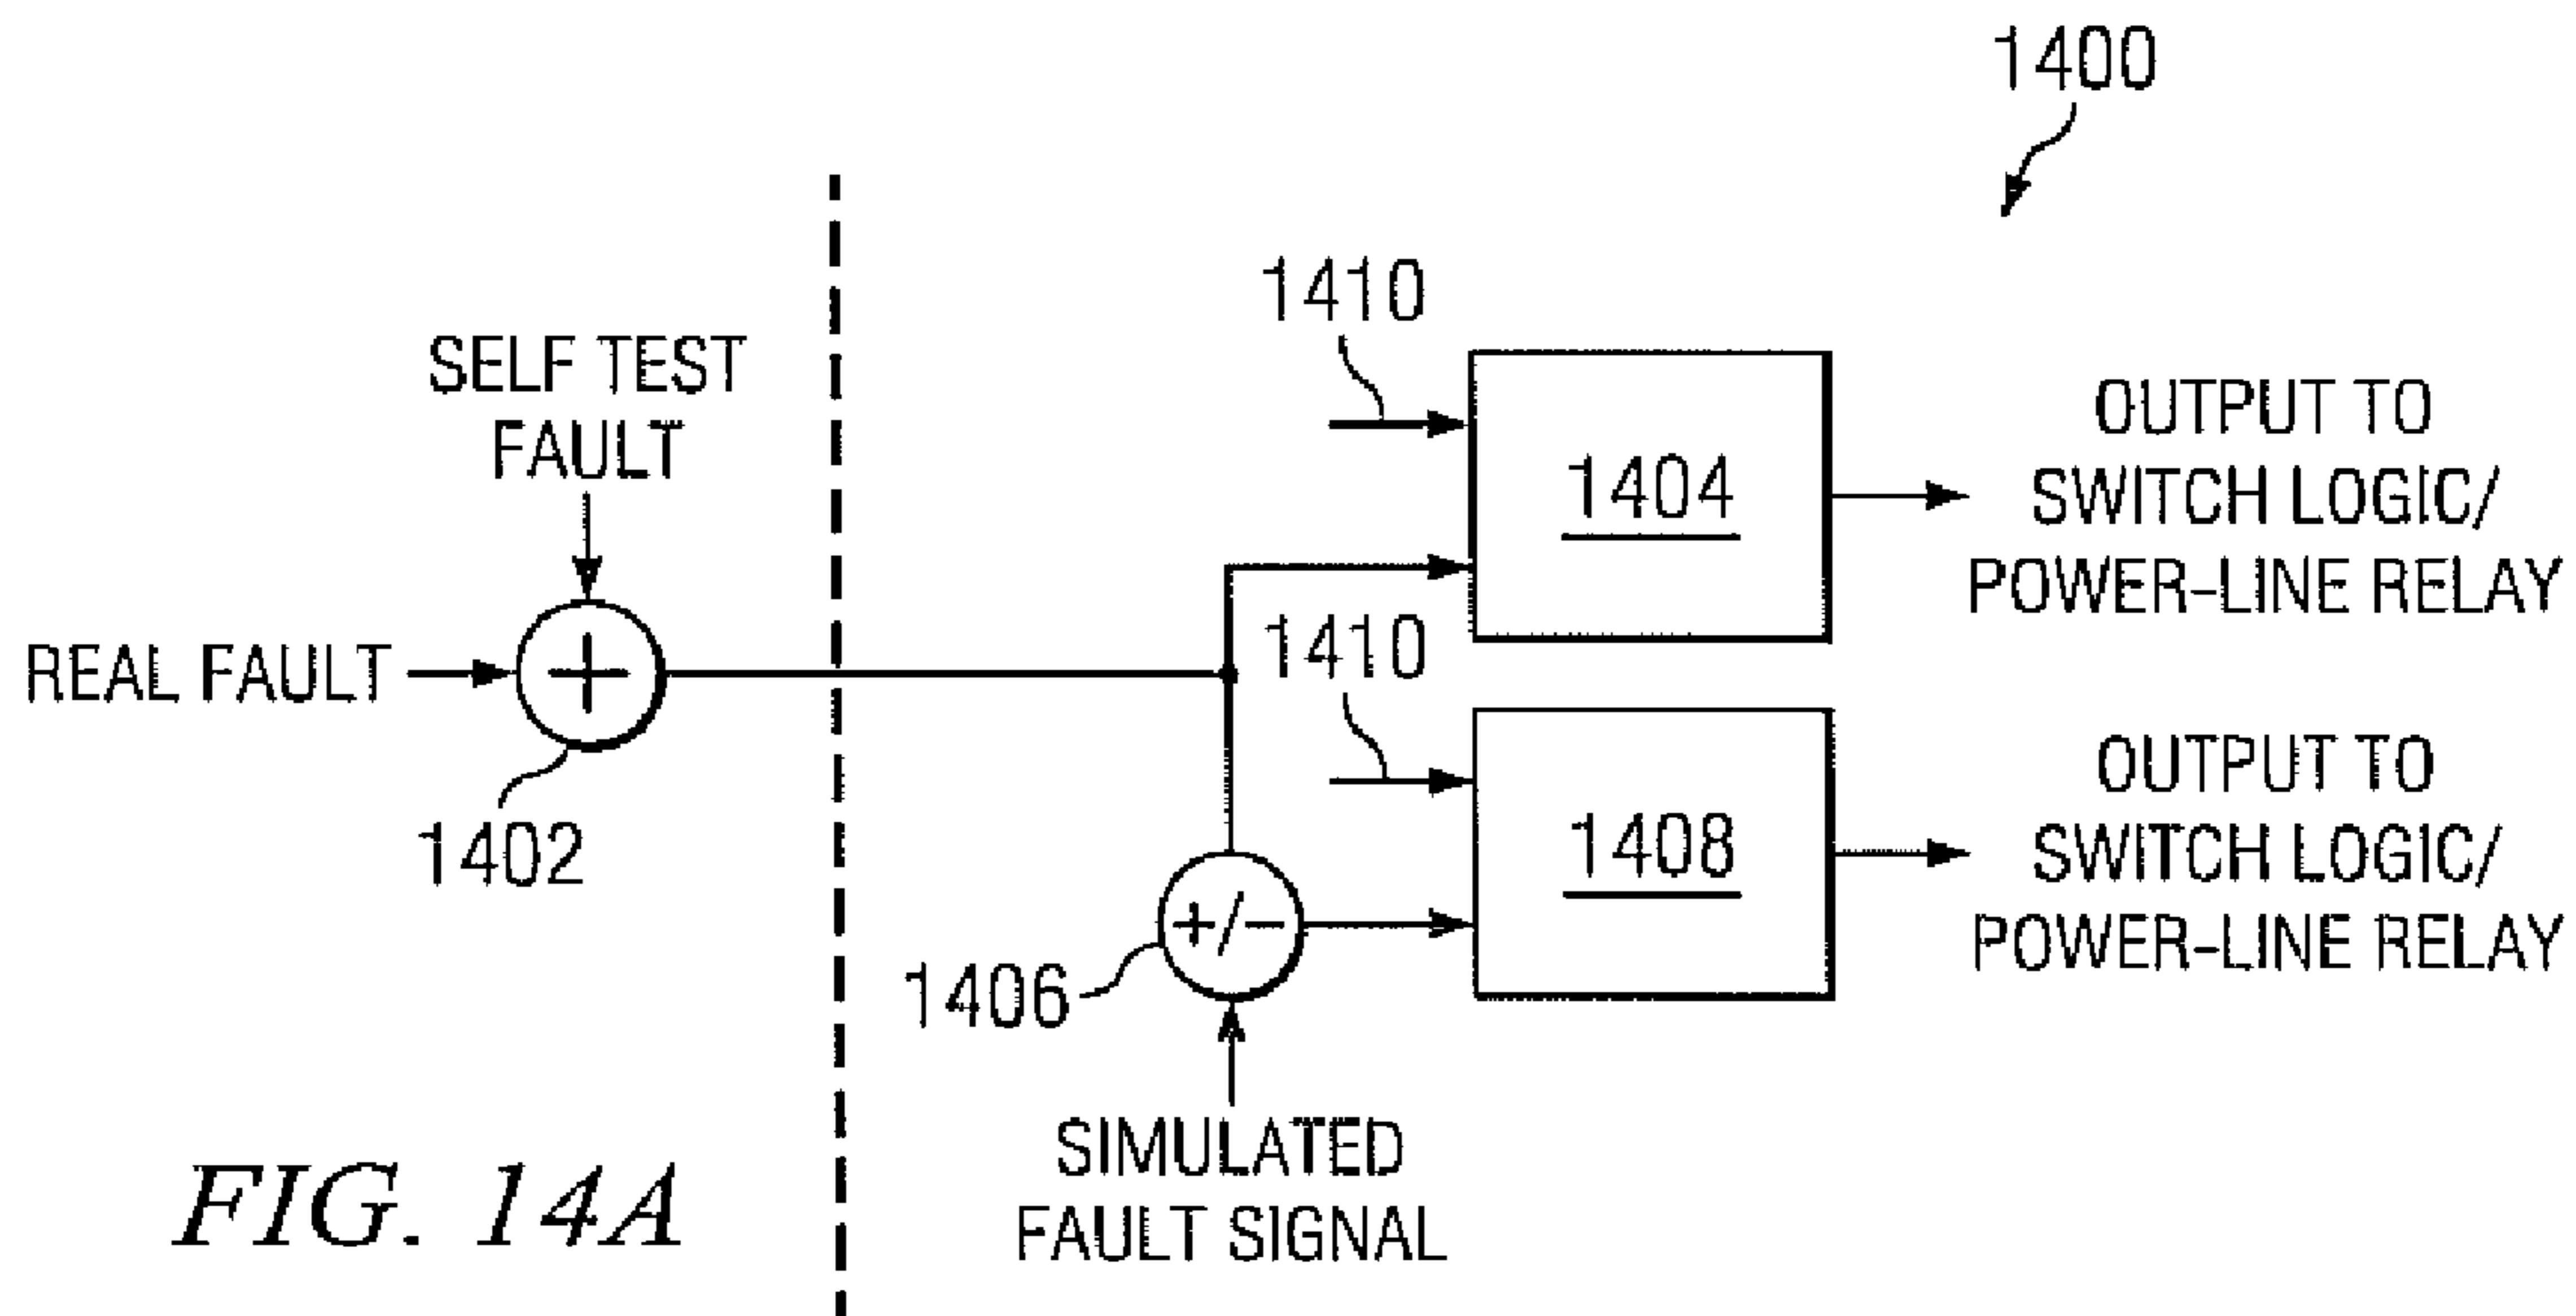 1400
1410
SELF TEST
FAULT
1404
OUTPUT TO
SWITCH LOGIC/
POWER-LINE RELAY
REAL FAULT
+
1402
1410
1408
OUTPUT TO
SWITCH LOGIC/
POWER-LINE RELAY
+/-
1406
SIMULATED
FAULT SIGNAL
FIG. 14A